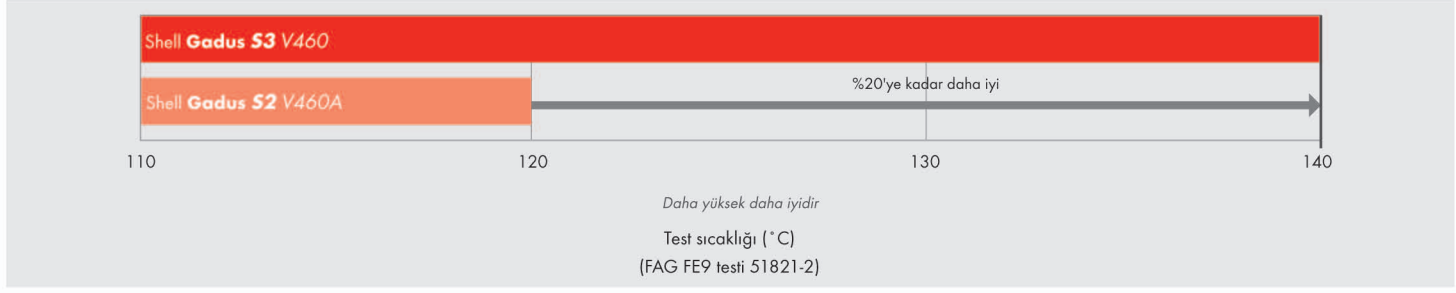 Shell Gadus S3 V460
Shell Gadus S2 V460A
%20'ye kadar daha iyi
110 120 130 140
Daha yüksek daha iyidir
Test sıcaklığı (˚C)
(FAG FE9 testi 51821-2)